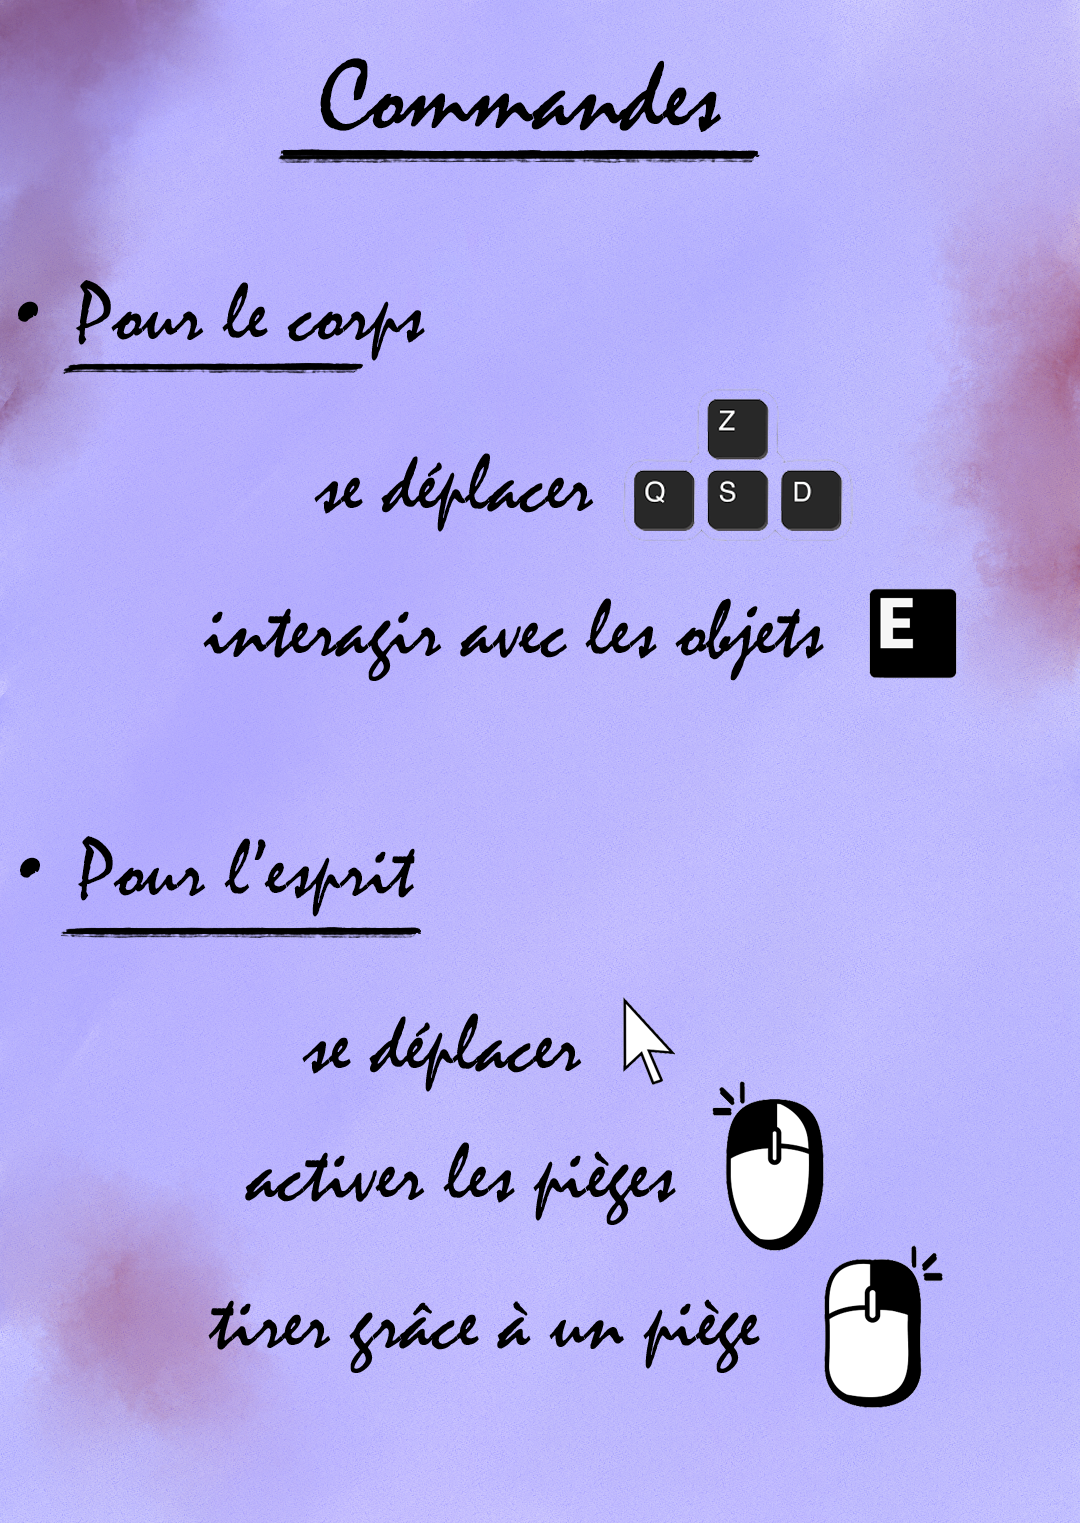 Commandes
• Pour le corps
se déplacer
Z
Q S D
interagir avec les objets E
• Pour l'esprit
se déplacer
activer les pièges
tirer grâce à un piège